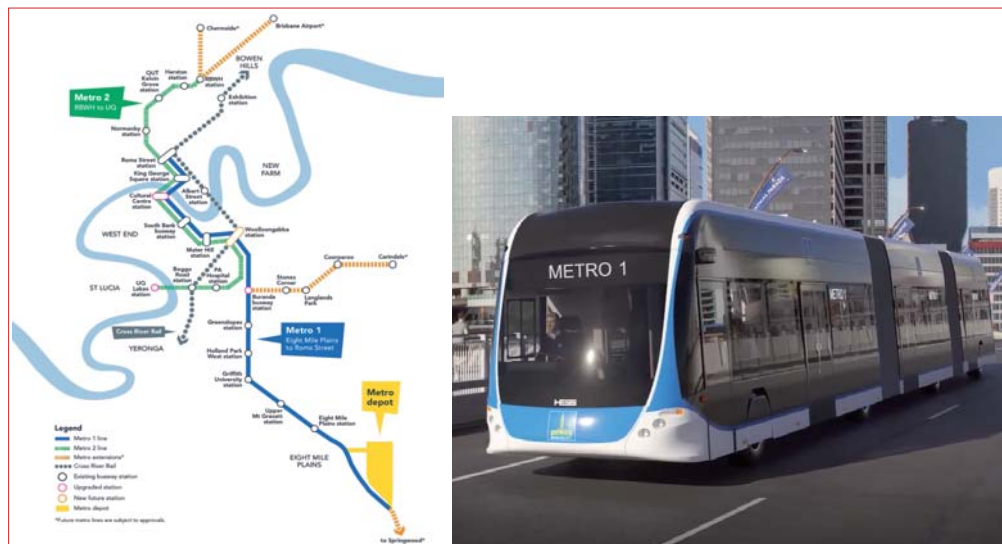 Chermside*
Brisbane Airport*
BOWEN
HILLS
QUT
Kelvin
Grove
station
Herston
station
RBWH
station
Exhibition
station
Metro 2
RBWH to UQ
Normanby
station
Roma Street
station
King George
Square station
NEW
FARM
Albert
Street
station
Cultural
Centre
station
WEST END
South Bank
busway
station
Mater Hill
station
Woolloongabba
station
Coorparoo
Carindale*
Boggo
Road
station
PA
Hospital
station
Stones
Corner
ST LUCIA
UQ
Lakes
station
Buranda
busway
station
Langlands
Park
Cross River Rail
YERONGA
Greenslopes
station
Metro 1
Eight Mile Plains
to Roma Street
Holland Park
West station
Griffith
University
station
Metro
depot
Upper
Mt Gravatt
station
Eight Mile
Plains station
EIGHT MILE
PLAINS
Legend
Metro 1 line
Metro 2 line
Metro extensions*
Cross River Rail
Existing busway station
Upgraded station
New future station
Metro depot
*Future metro lines are subject to approvals.
to Springwood*
METRO 1
METRO 1